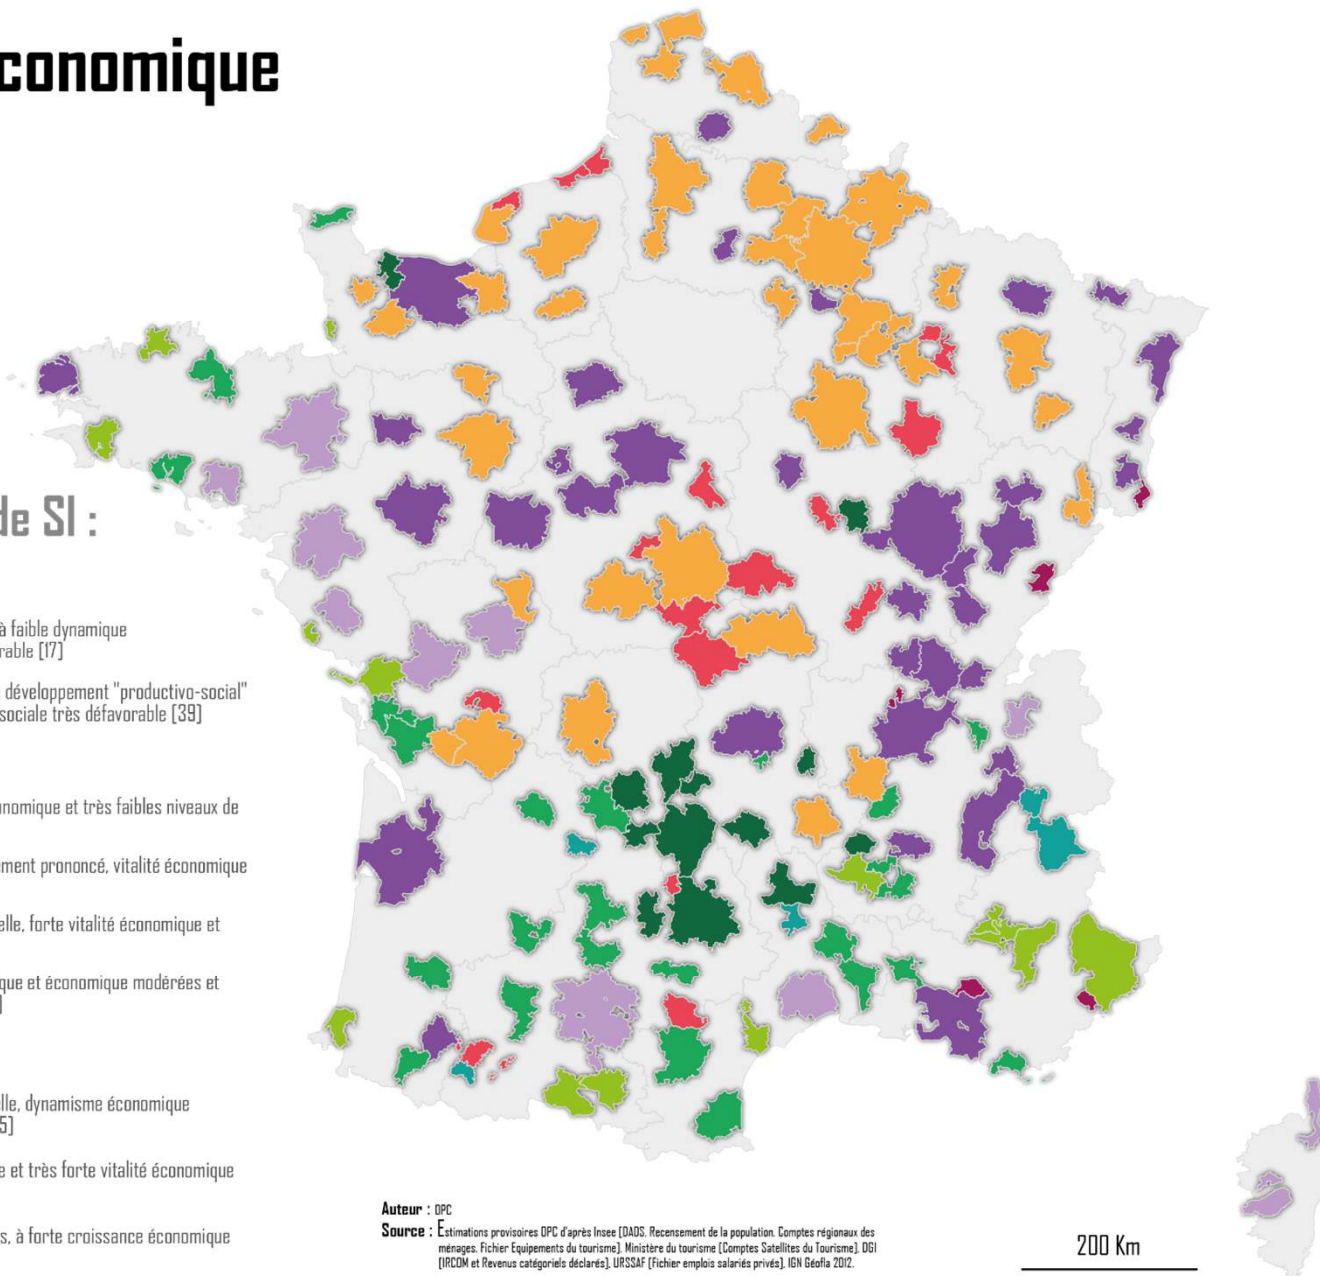 conomique
de SI :
à faible dynamique
rable [17]
développement "productivo-social"
sociale très défavorable [39]
nomique et très faibles niveaux de
ement prononcé, vitalité économique
elle, forte vitalité économique et
que et économique modérées et
]
lle, dynamisme économique
5]
e et très forte vitalité économique
s, à forte croissance économique
Auteur : OPC
Source : Estimations provisoires OPC d'après Insee [DADS, Recensement de la population, Comptes régionaux des
ménages, Fichier Equipements du tourisme], Ministère du tourisme [Comptes Satellites du Tourisme], DGI
[IRCOM et Revenus catégoriels déclarés], URSSAF [Fichier emplois salariés privés], IGN Géofla 2012.
200 Km